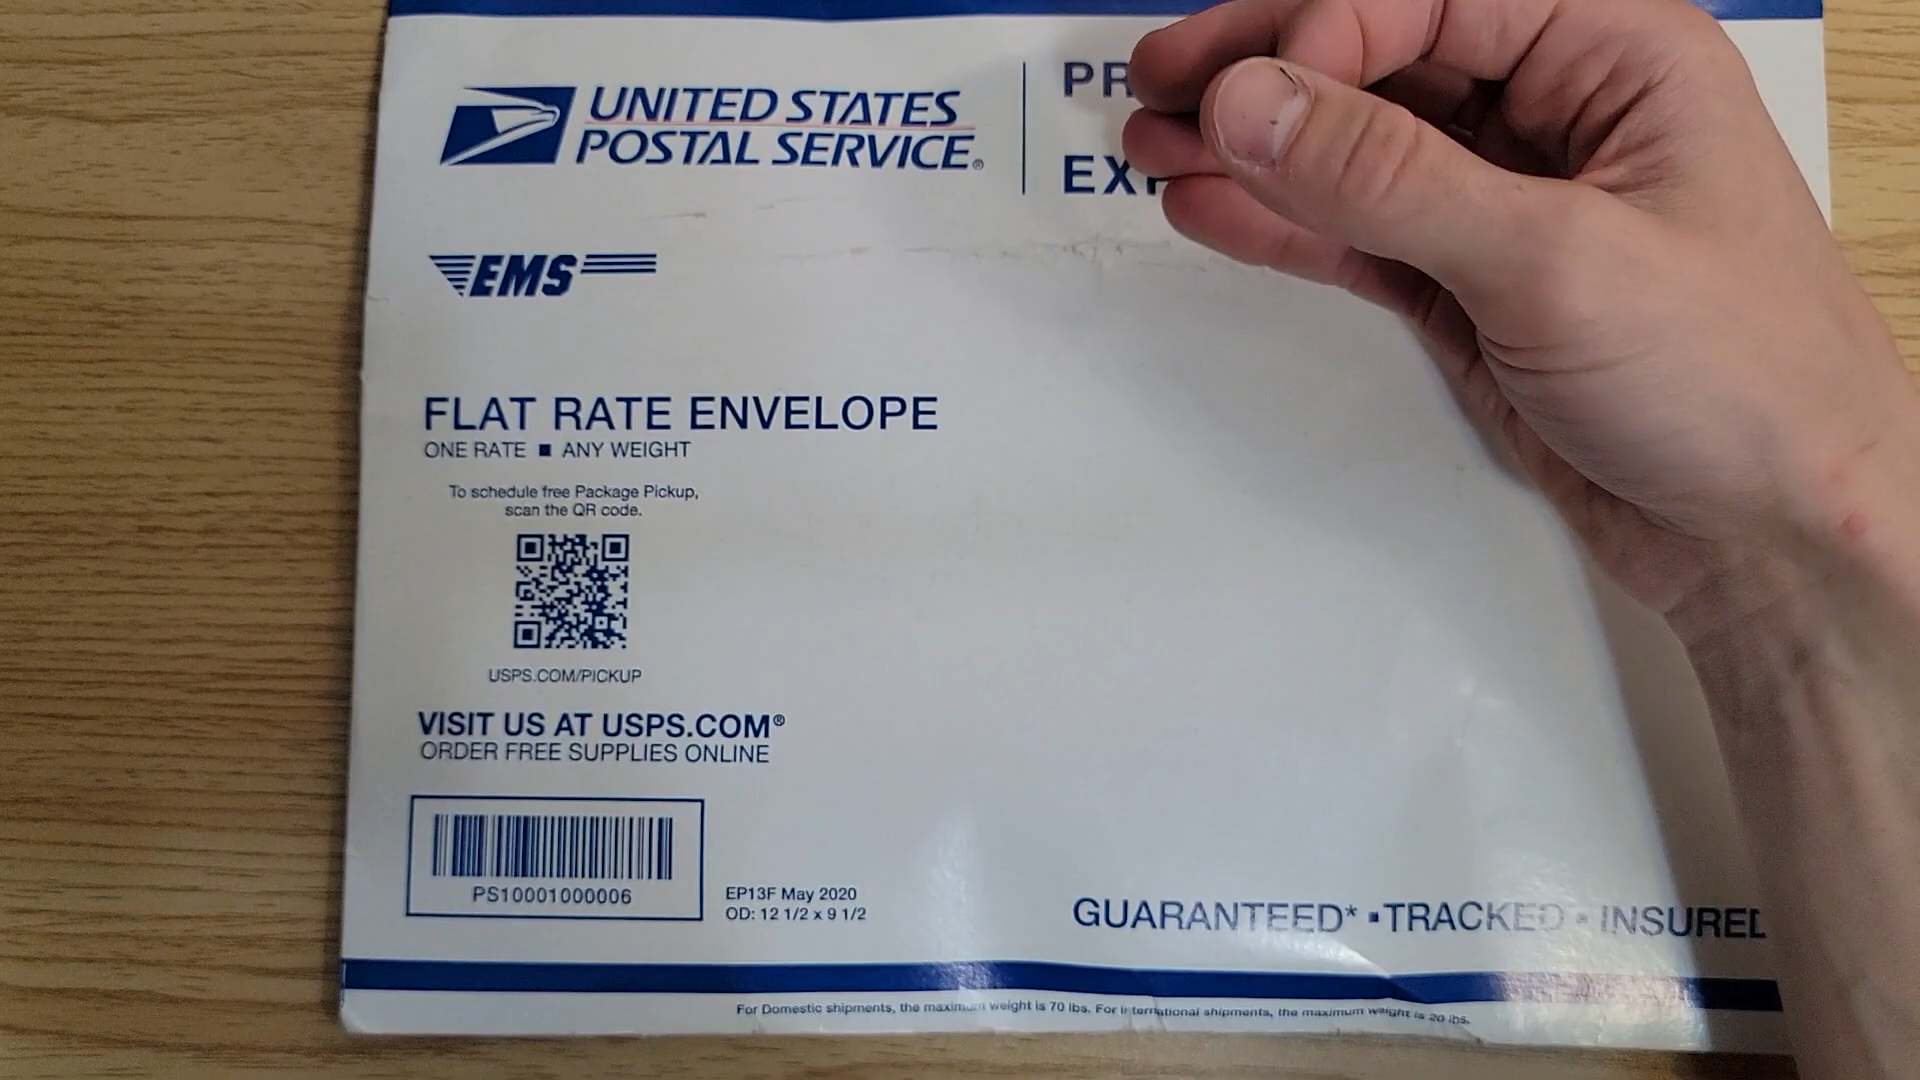 UNITED STATES
POSTAL SERVICE®
EMS
FLAT RATE ENVELOPE
ONE RATE ■ ANY WEIGHT
To schedule free Package Pickup,
scan the QR code.
USPS.COM/PICKUP
VISIT US AT USPS.COM®
ORDER FREE SUPPLIES ONLINE
PS10001000006
EP13F May 2020
OD: 12 1/2 x 9 1/2
GUARANTEED* ▪ TRACKED ▪ INSURED
For Domestic shipments, the maximum weight is 70 lbs. For international shipments, the maximum weight is 20 lbs.